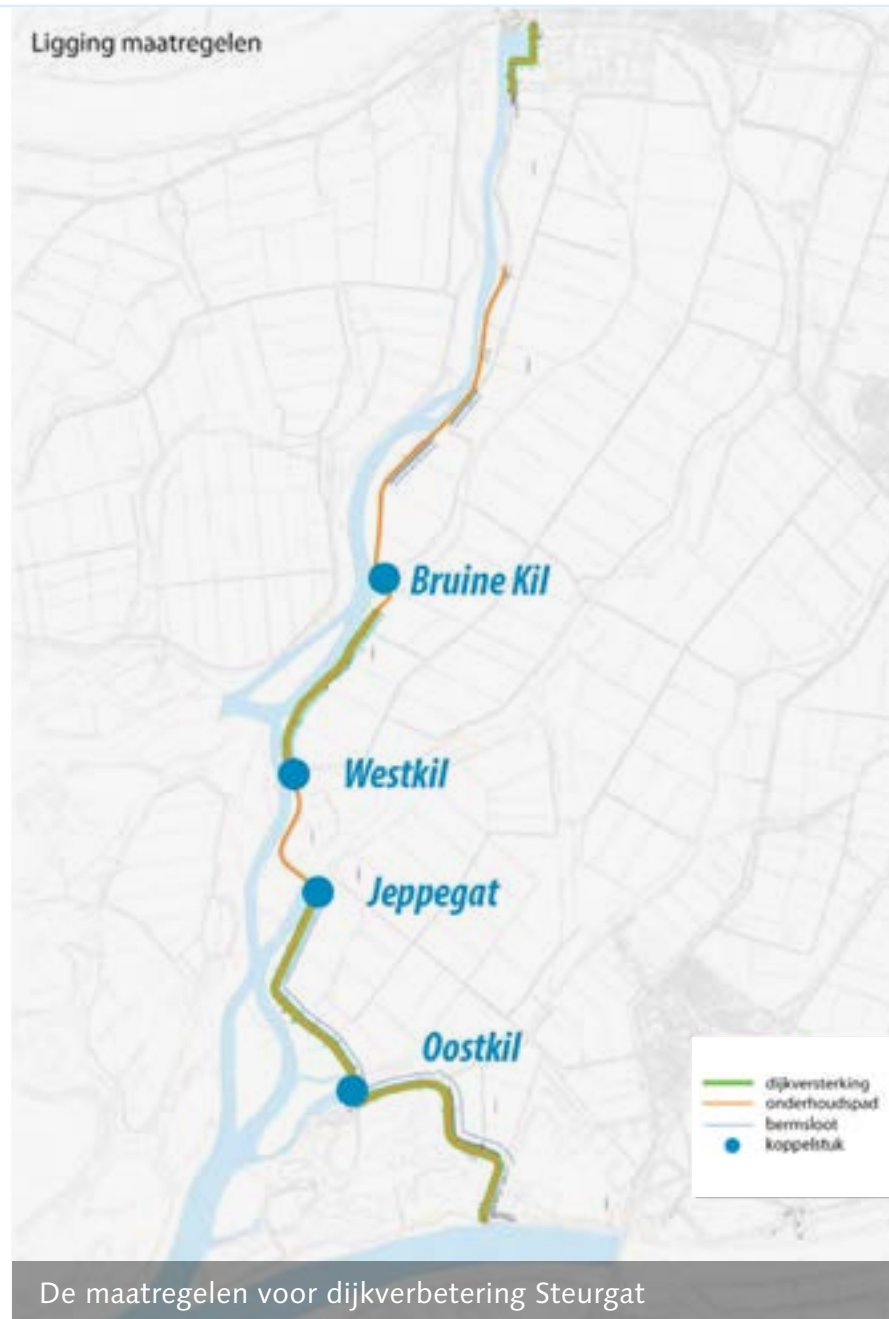 Ligging maatregelen
Bruine Kil
Westkil
Jeppegat
Oostkil
dijkversterking
onderhoudspad
bermsloot
koppelstuk
De maatregelen voor dijkverbetering Steurgat